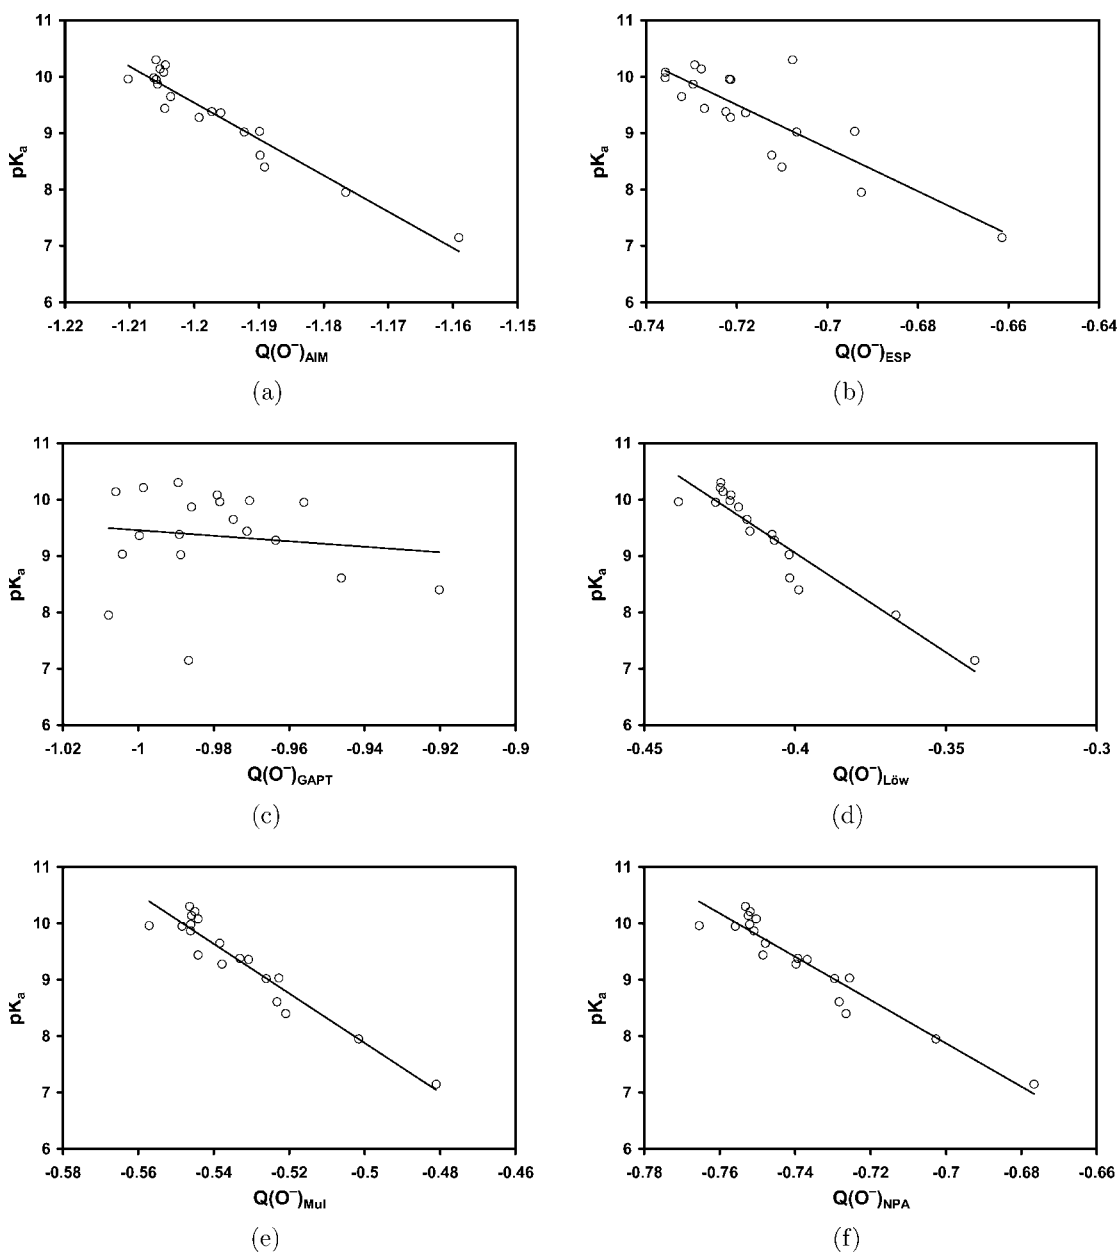 11
10
9
8
7
6
pKₐ
-1.22 -1.21 -1.2 -1.19 -1.18 -1.17 -1.16 -1.15
Q(O⁻)AIM
(a)
11
10
9
8
7
6
pKₐ
-0.74 -0.72 -0.7 -0.68 -0.66 -0.64
Q(O⁻)ESP
(b)
11
10
9
8
7
6
pKₐ
-1.02 -1 -0.98 -0.96 -0.94 -0.92 -0.9
Q(O⁻)GAPT
(c)
11
10
9
8
7
6
pKₐ
-0.45 -0.4 -0.35 -0.3
Q(O⁻)Löw
(d)
11
10
9
8
7
6
pKₐ
-0.58 -0.56 -0.54 -0.52 -0.5 -0.48 -0.46
Q(O⁻)Mul
(e)
11
10
9
8
7
6
pKₐ
-0.78 -0.76 -0.74 -0.72 -0.7 -0.68 -0.66
Q(O⁻)NPA
(f)